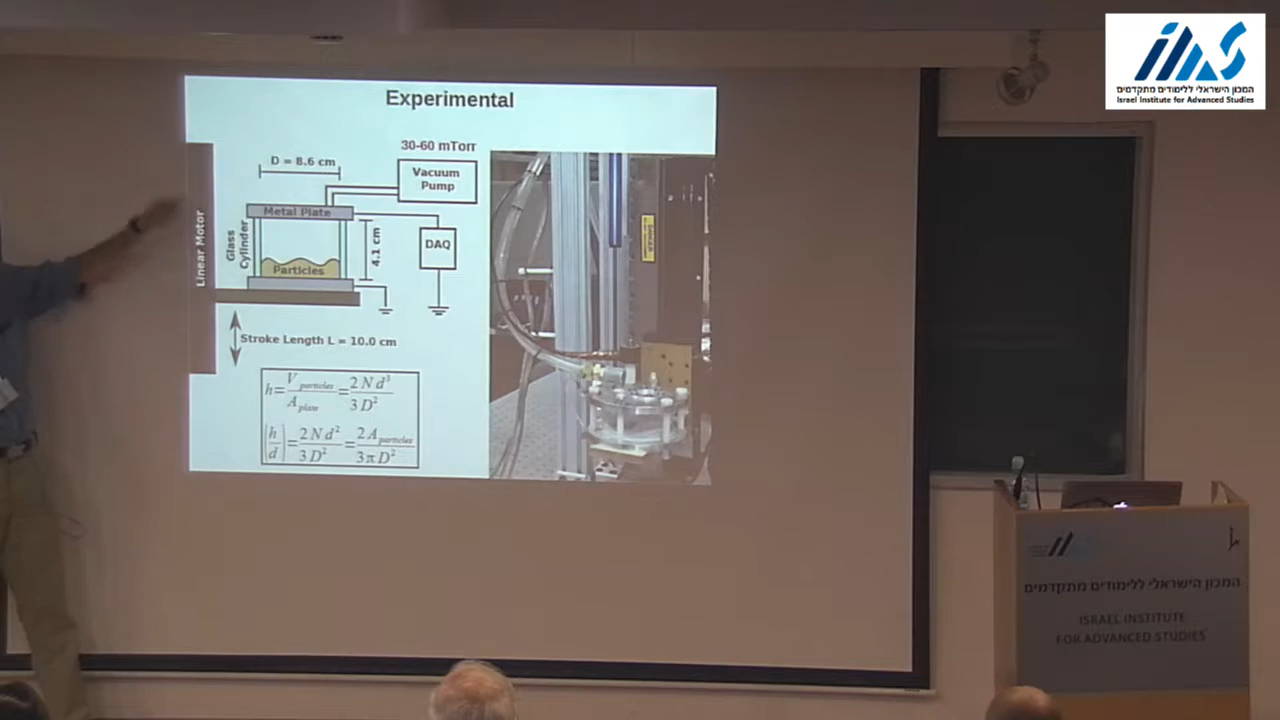 המכון הישראלי ללימודים מתקדמים
Israel Institute for Advanced Studies
Experimental
30-60 mTorr
D = 8.6 cm
Vacuum
Pump
Metal Plate
Linear Motor
Glass
Cylinder
4.1 cm
DAQ
Particles
Stroke Length L = 10.0 cm
h = V_particles / A_plate = 2 N d³ / 3 D²
(h/d) = 2 N d² / 3 D² = 2 A_particles / 3 π D²
המכון הישראלי ללימודים מתקדמים
ISRAEL INSTITUTE
FOR ADVANCED STUDIES